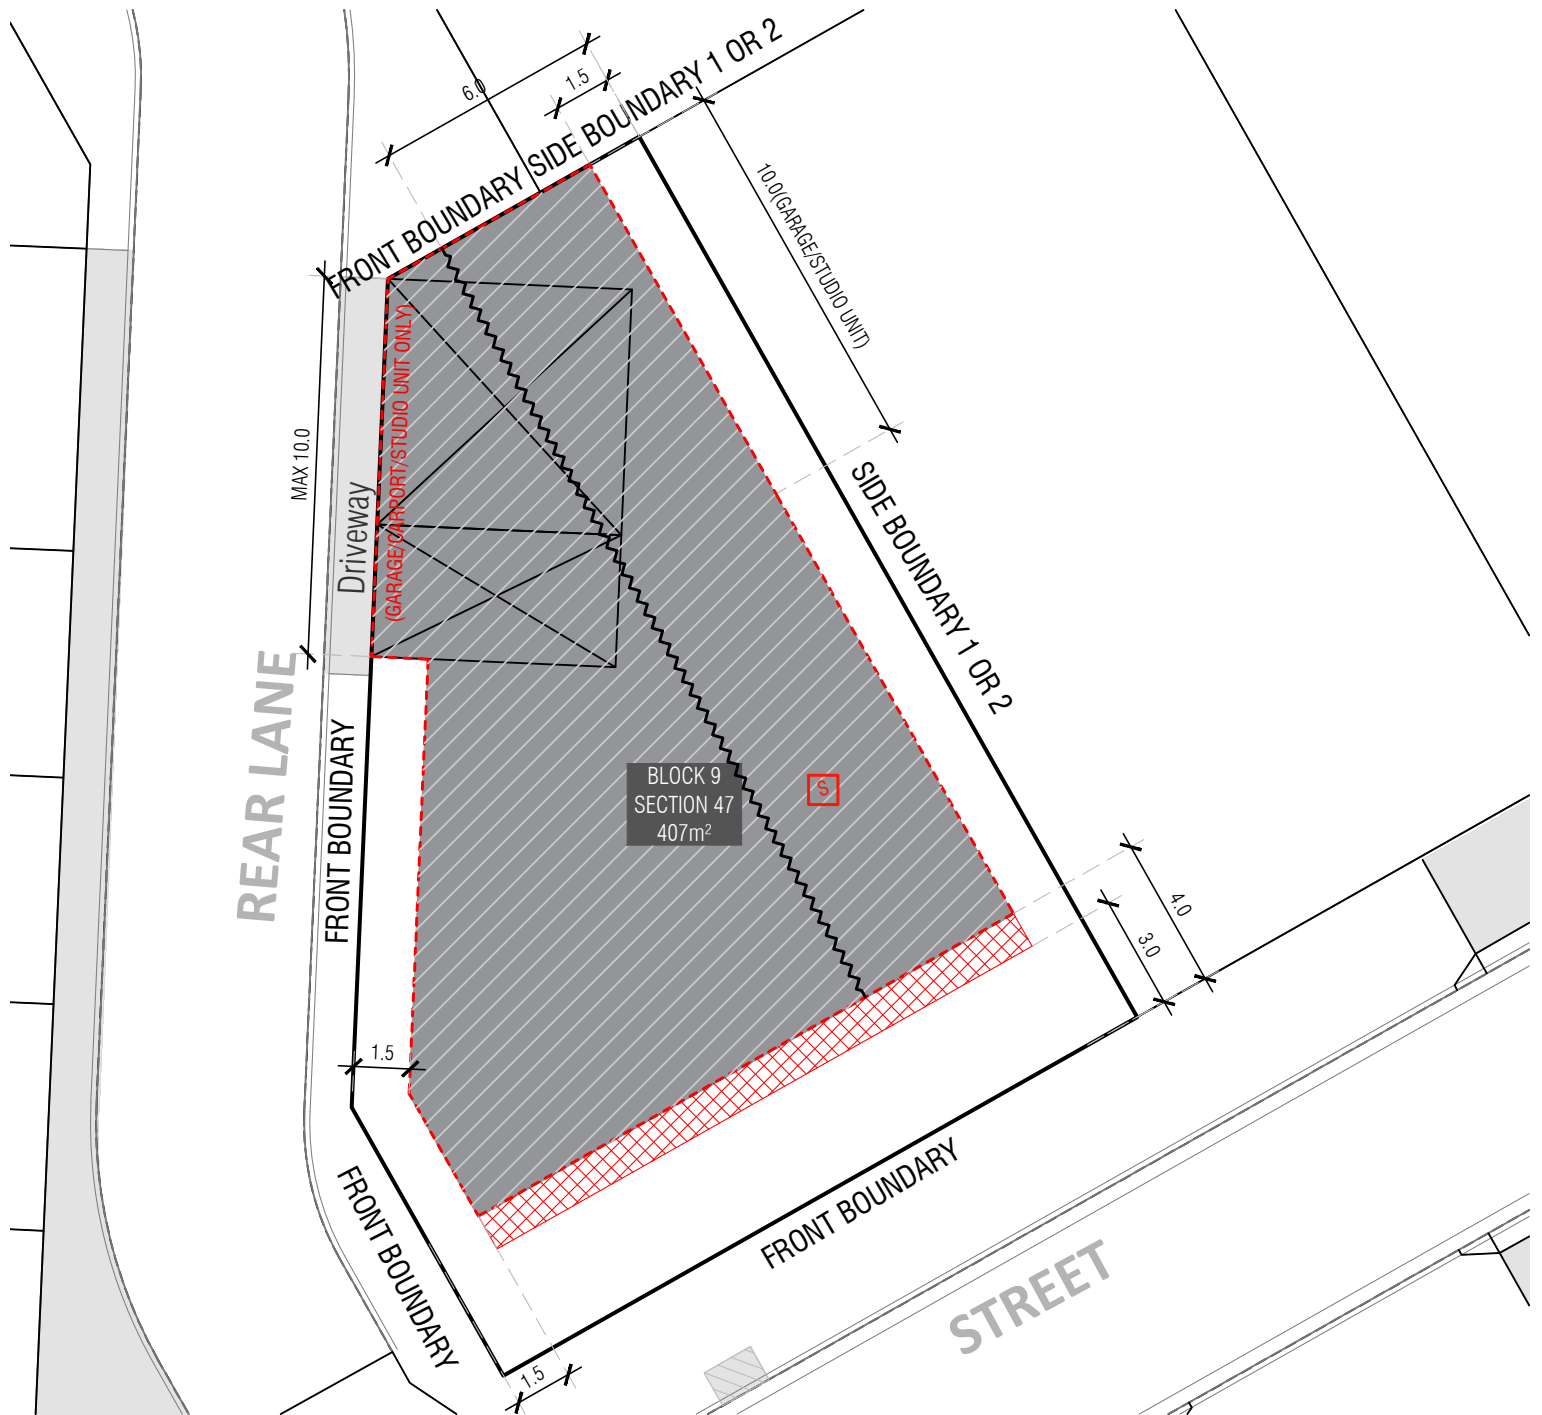 6.0
1.5
SIDE BOUNDARY 1 OR 2
FRONT BOUNDARY
10.0(GARAGE/STUDIO UNIT)
MAX 10.0
Driveway
(GARAGE/CARPORT/STUDIO UNIT ONLY)
SIDE BOUNDARY 1 OR 2
REAR LANE
FRONT BOUNDARY
BLOCK 9
SECTION 47
407m²
S
4.0
3.0
1.5
FRONT BOUNDARY
FRONT BOUNDARY
STREET
1.5